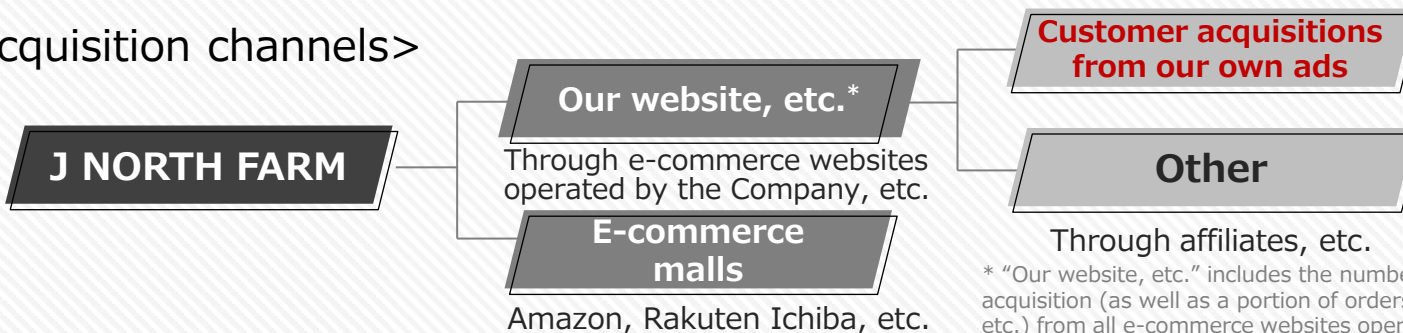 cquisition channels>
J NORTH FARM
Our website, etc.*
Through e-commerce websites
operated by the Company, etc.
E-commerce
malls
Amazon, Rakuten Ichiba, etc.
Customer acquisitions
from our own ads
Other
Through affiliates, etc.
* “Our website, etc.” includes the numbe
acquisition (as well as a portion of orders
etc.) from all e-commerce websites oper